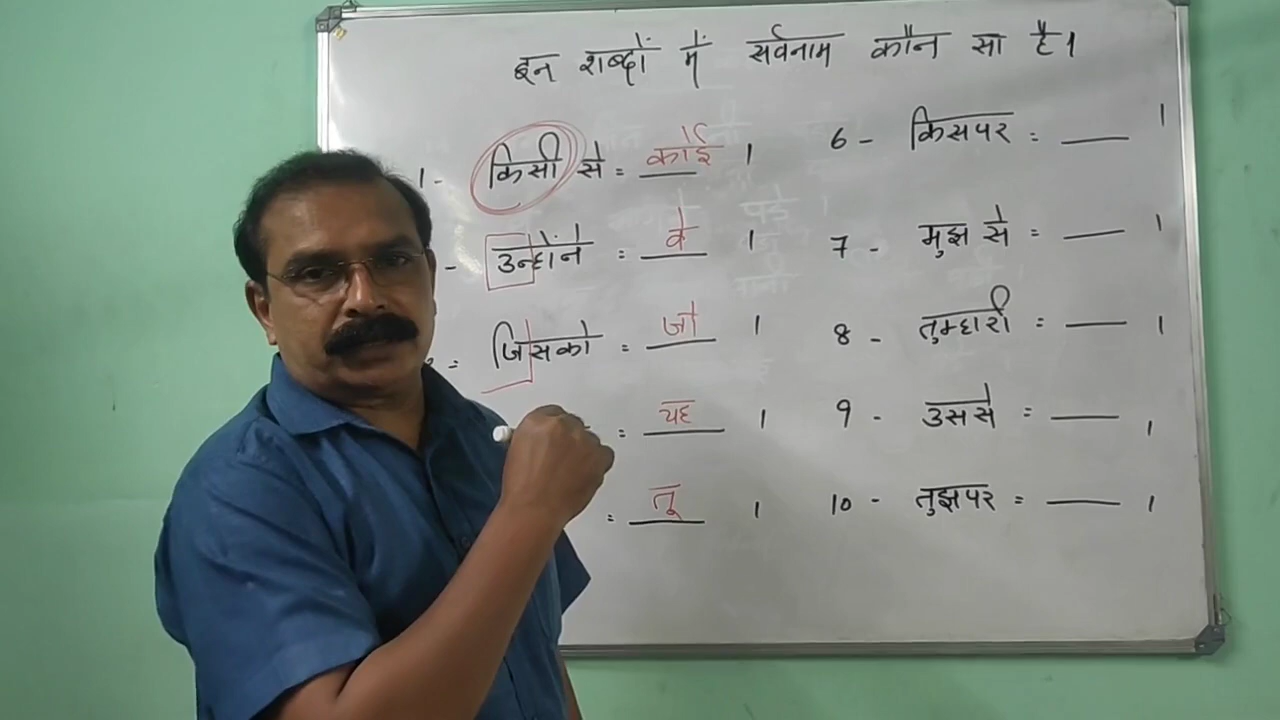 इन शब्दों में सर्वनाम कौन सा है।
1- किसी से = कोई ।
- उन्होंने = वे ।
= जिसको = जो ।
= यह ।
= तू ।
6- किसपर = ___ ।
7- मुझ से = ___ ।
8- तुम्हारी = ___ ।
9- उससे = ___ ।
10- तुझपर = ___ ।